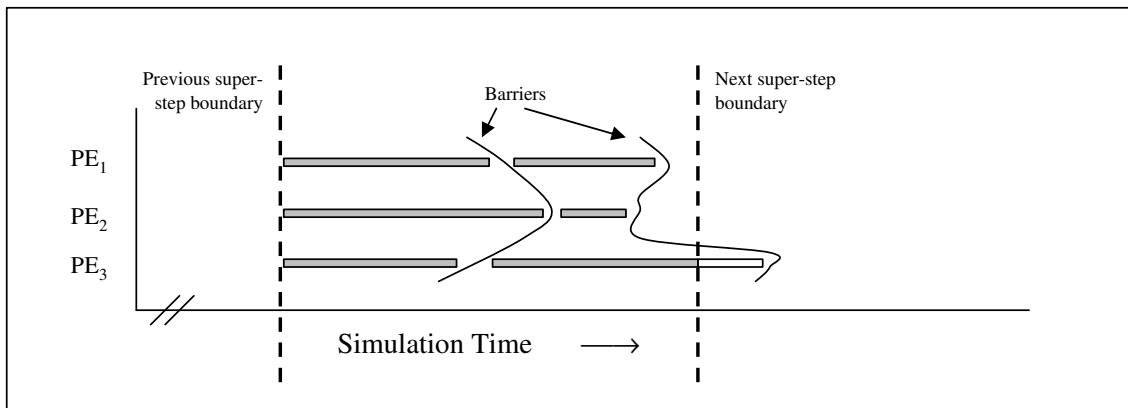 Previous super-
step boundary
Barriers
Next super-step
boundary
PE1
PE2
PE3
Simulation Time